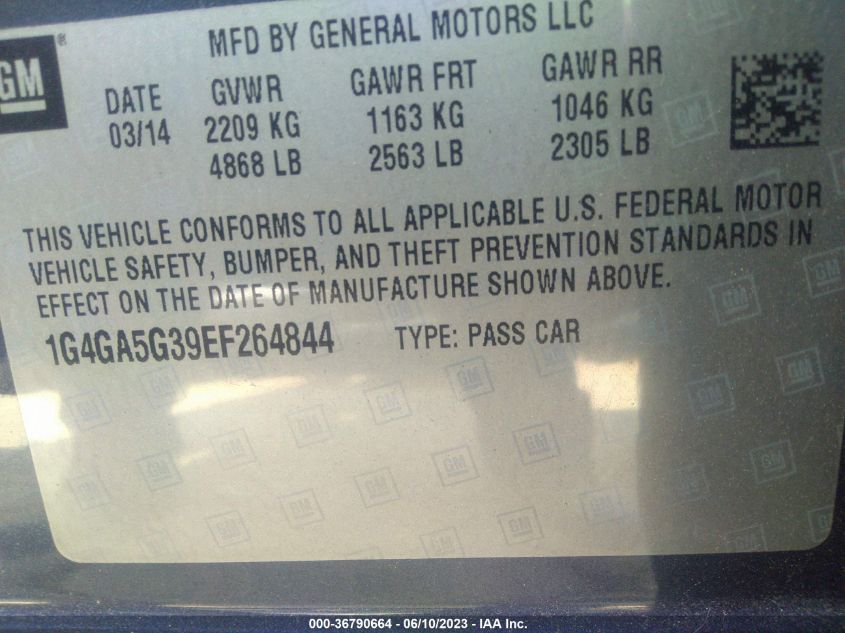 GM®
MFD BY GENERAL MOTORS LLC
DATE GVWR GAWR FRT GAWR RR
03/14 2209 KG 1163 KG 1046 KG
4868 LB 2563 LB 2305 LB
THIS VEHICLE CONFORMS TO ALL APPLICABLE U.S. FEDERAL MOTOR
VEHICLE SAFETY, BUMPER, AND THEFT PREVENTION STANDARDS IN
EFFECT ON THE DATE OF MANUFACTURE SHOWN ABOVE.
1G4GA5G39EF264844 TYPE: PASS CAR
000-36790664 / 06/10/2023 - IAA Inc.